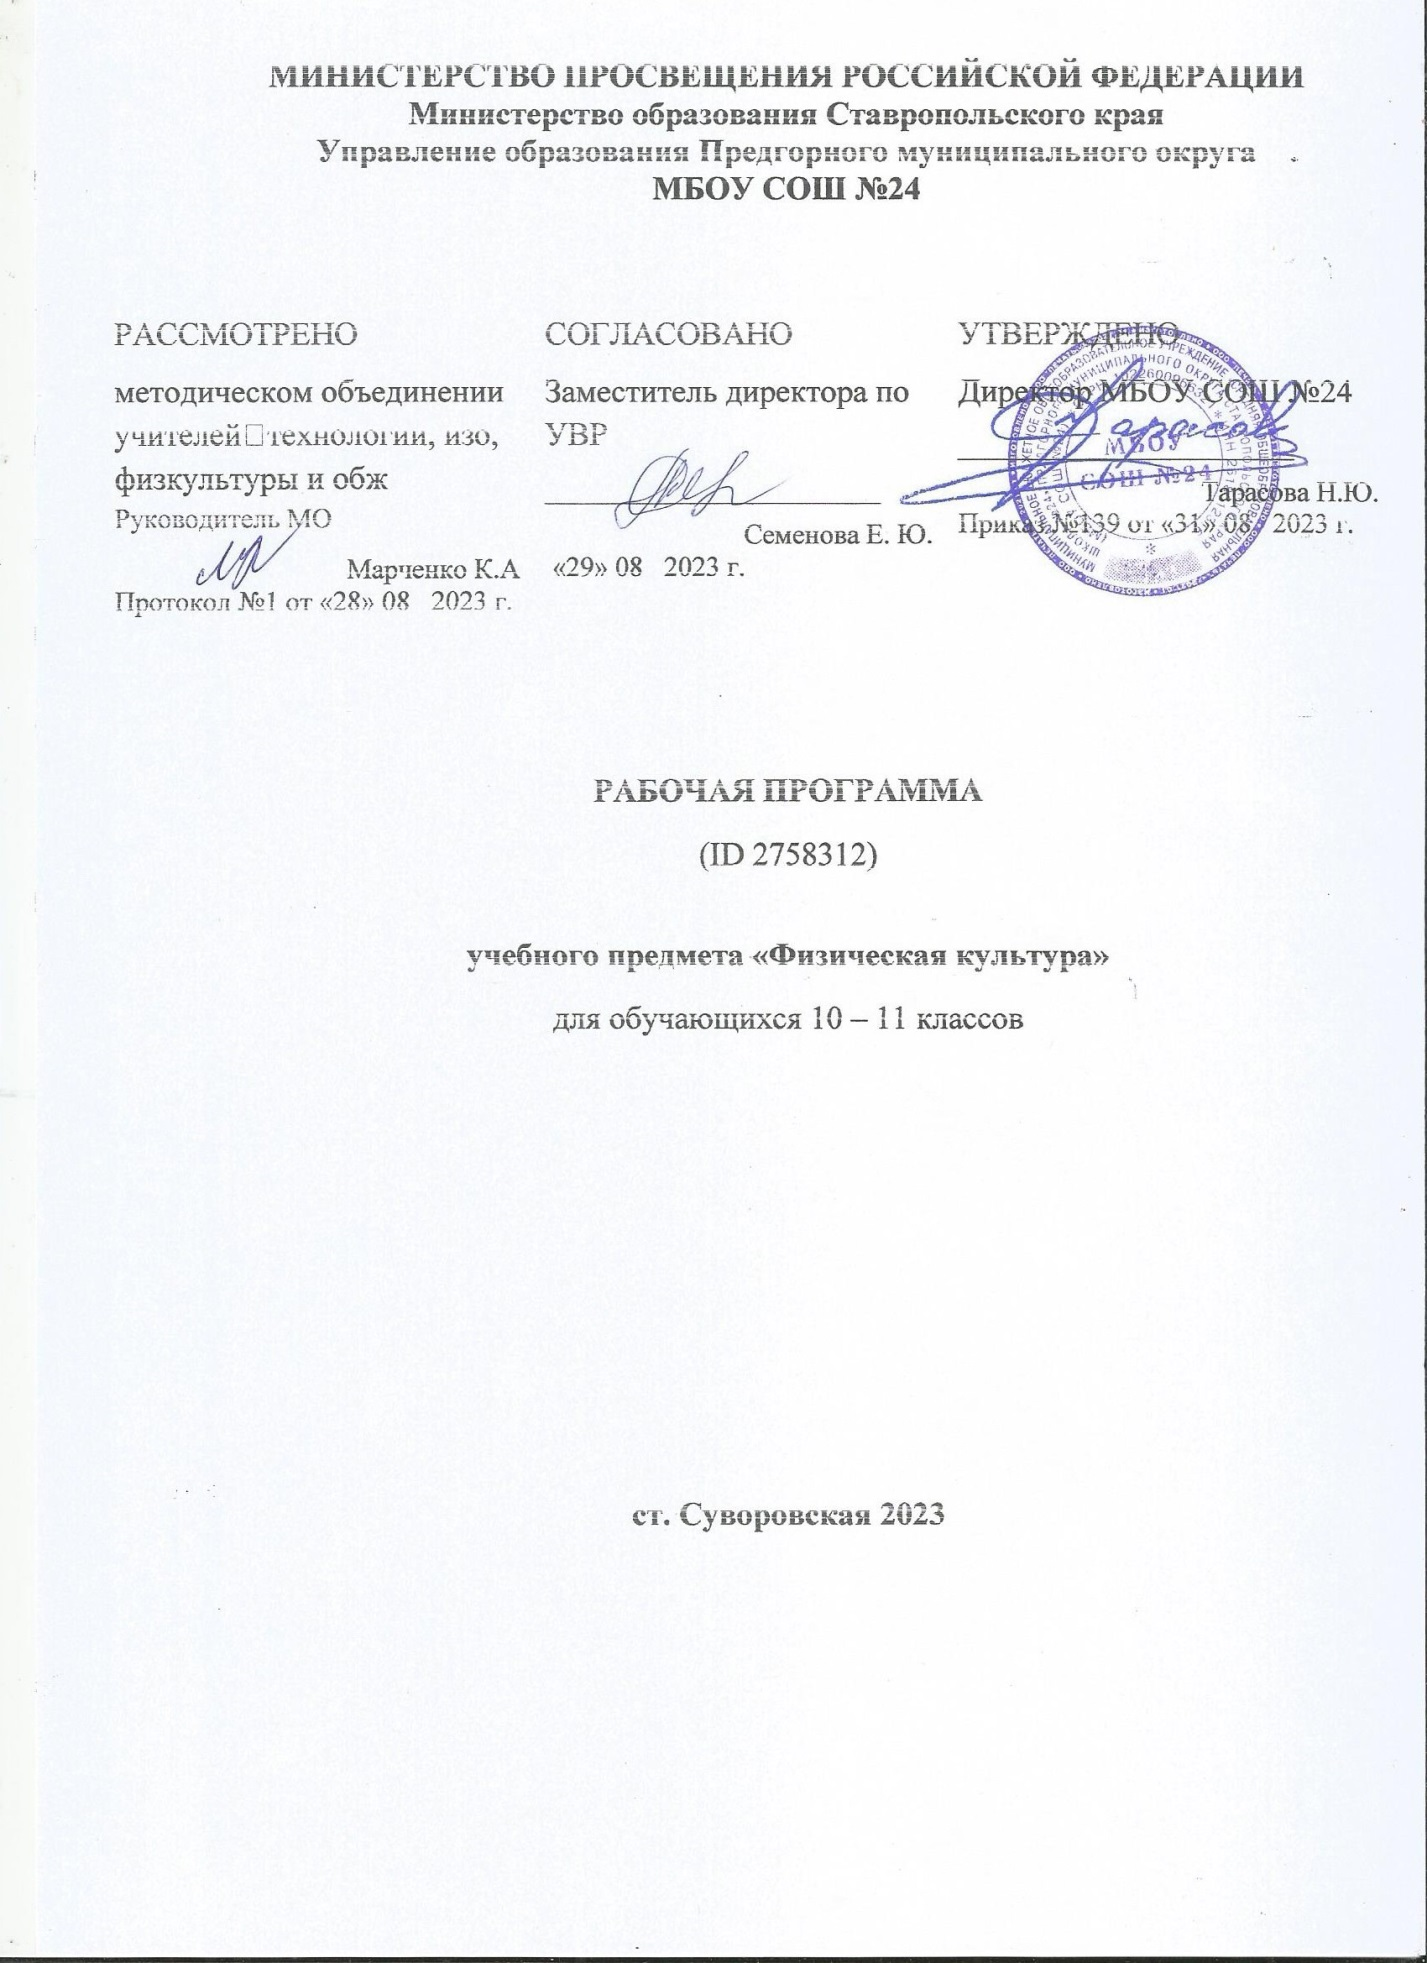 МИНИСТЕРСТВО ПРОСВЕЩЕНИЯ РОССИЙСКОЙ ФЕДЕРАЦИИ
Министерство образования Ставропольского края
Управление образования Предгорного муниципального округа
МБОУ СОШ №24
РАССМОТРЕНО
методическом объединении
учителей□технологии, изо,
физкультуры и обж
Руководитель МО
Марченко К.А
Протокол №1 от «28» 08 2023 г.
СОГЛАСОВАНО
Заместитель директора по
УВР
Семенова Е. Ю.
«29» 08 2023 г.
УТВЕРЖДЕНО
Директор МБОУ СОШ №24
Тарасова Н.Ю.
Приказ №139 от «31» 08 2023 г.
МБОУ
СОШ №24
РАБОЧАЯ ПРОГРАММА
(ID 2758312)
учебного предмета «Физическая культура»
для обучающихся 10 – 11 классов
ст. Суворовская 2023